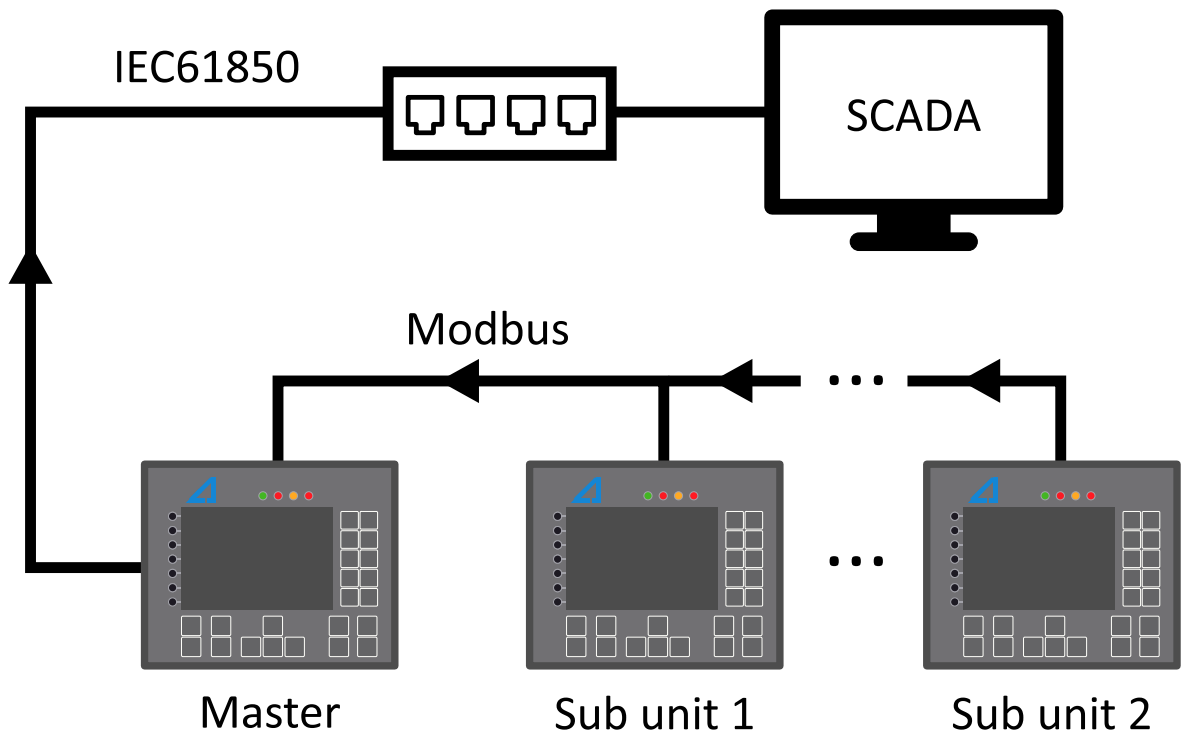 IEC61850
SCADA
Modbus
Master
Sub unit 1
Sub unit 2